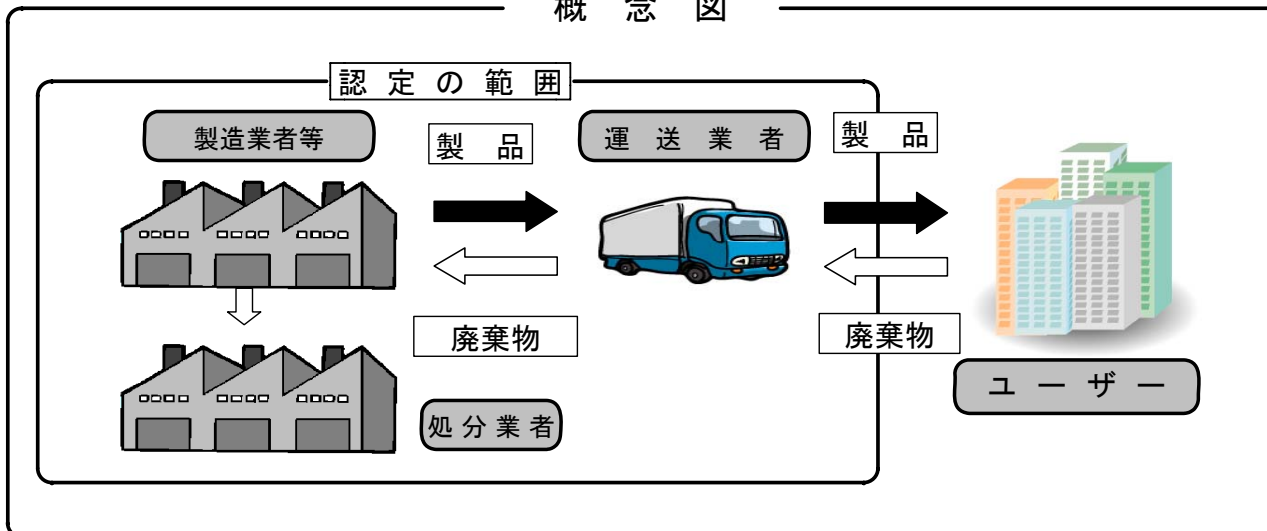 概念図
認定の範囲
製造業者等
製品
運送業者
製品
廃棄物
廃棄物
処分業者
ユーザー